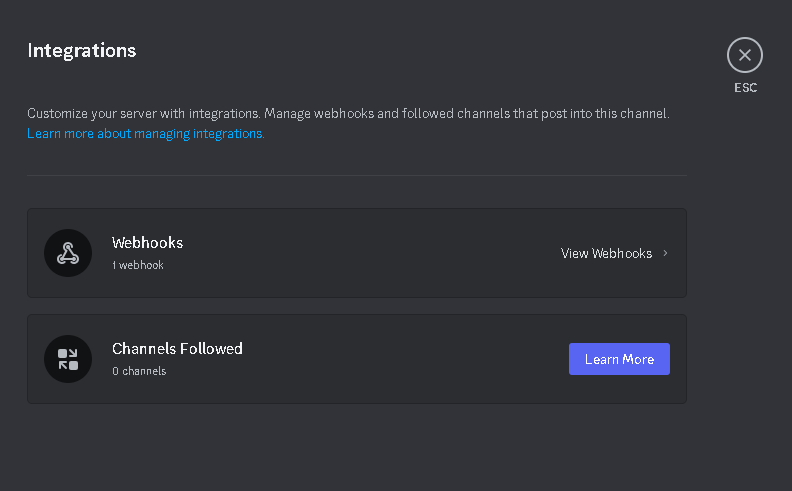 Integrations
ESC
Customize your server with integrations. Manage webhooks and followed channels that post into this channel.
Learn more about managing integrations.
Webhooks
1 webhook
View Webhooks
Channels Followed
0 channels
Learn More